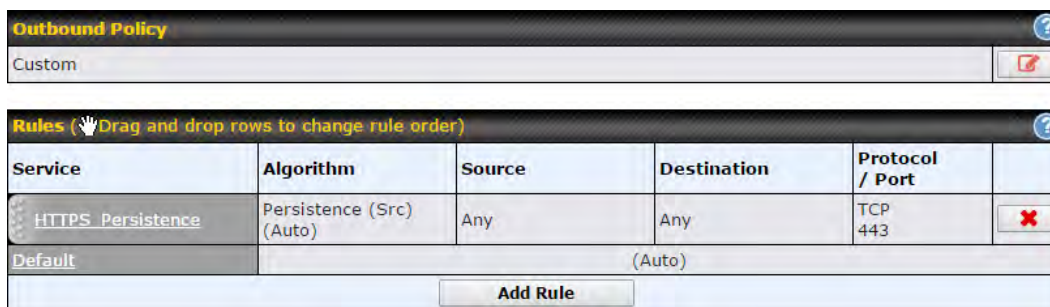 Outbound Policy
?
Custom
Rules (Drag and drop rows to change rule order)
?
Service Algorithm Source Destination Protocol / Port
HTTPS_Persistence Persistence (Src) (Auto) Any Any TCP 443
Default (Auto)
Add Rule